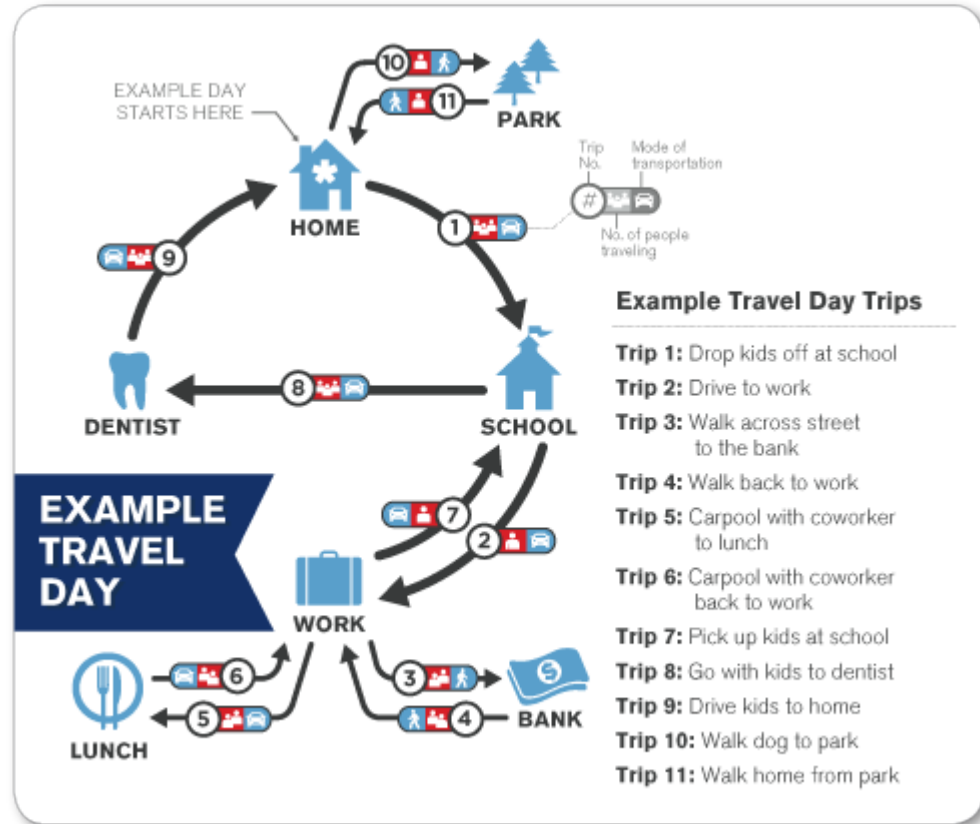 EXAMPLE DAY
STARTS HERE
10
11
PARK
HOME
Trip
No.
Mode of
transportation
#
No. of people
traveling
1
9
8
DENTIST
SCHOOL
EXAMPLE
TRAVEL
DAY
7
2
WORK
6
5
LUNCH
3
4
$
BANK
Example Travel Day Trips
Trip 1: Drop kids off at school
Trip 2: Drive to work
Trip 3: Walk across street
to the bank
Trip 4: Walk back to work
Trip 5: Carpool with coworker
to lunch
Trip 6: Carpool with coworker
back to work
Trip 7: Pick up kids at school
Trip 8: Go with kids to dentist
Trip 9: Drive kids to home
Trip 10: Walk dog to park
Trip 11: Walk home from park